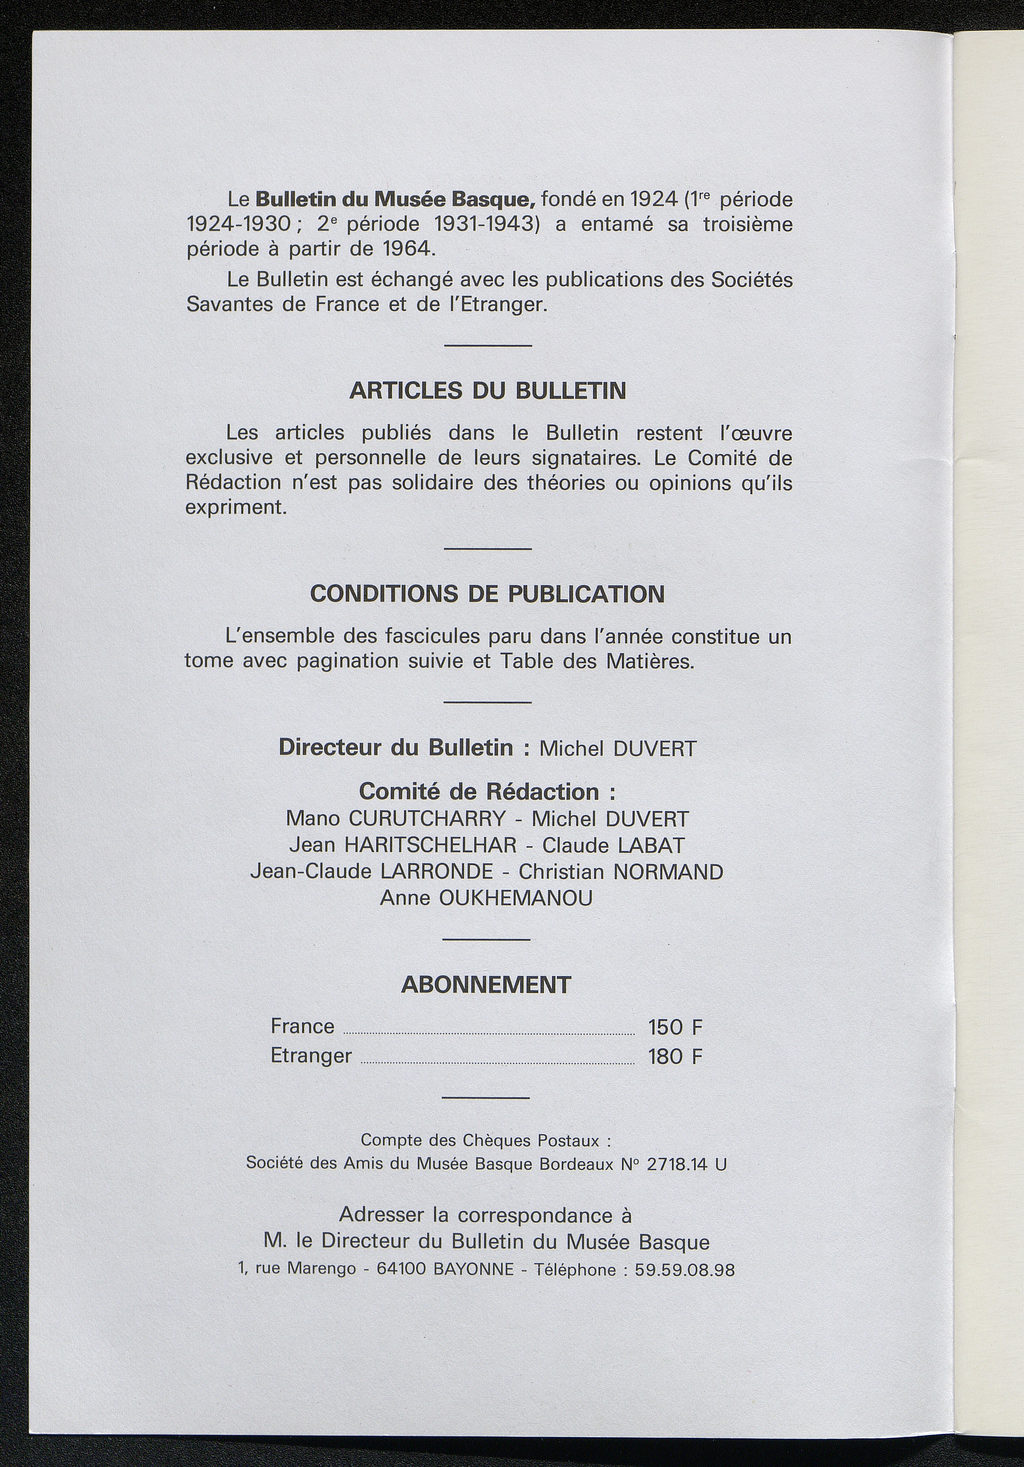 Le Bulletin du Musée Basque, fondé en 1924 (1re période
1924-1930 ; 2e période 1931-1943) a entamé sa troisième
période à partir de 1964.
Le Bulletin est échangé avec les publications des Sociétés
Savantes de France et de l'Etranger.
ARTICLES DU BULLETIN
Les articles publiés dans le Bulletin restent l'œuvre
exclusive et personnelle de leurs signataires. Le Comité de
Rédaction n'est pas solidaire des théories ou opinions qu'ils
expriment.
CONDITIONS DE PUBLICATION
L'ensemble des fascicules paru dans l'année constitue un
tome avec pagination suivie et Table des Matières.
Directeur du Bulletin : Michel DUVERT
Comité de Rédaction :
Mano CURUTCHARRY - Michel DUVERT
Jean HARITSCHELHAR - Claude LABAT
Jean-Claude LARRONDE - Christian NORMAND
Anne OUKHEMANOU
ABONNEMENT
France ........ 150 F
Etranger ........ 180 F
Compte des Chèques Postaux :
Société des Amis du Musée Basque Bordeaux N° 2718.14 U
Adresser la correspondance à
M. le Directeur du Bulletin du Musée Basque
1, rue Marengo - 64100 BAYONNE - Téléphone : 59.59.08.98